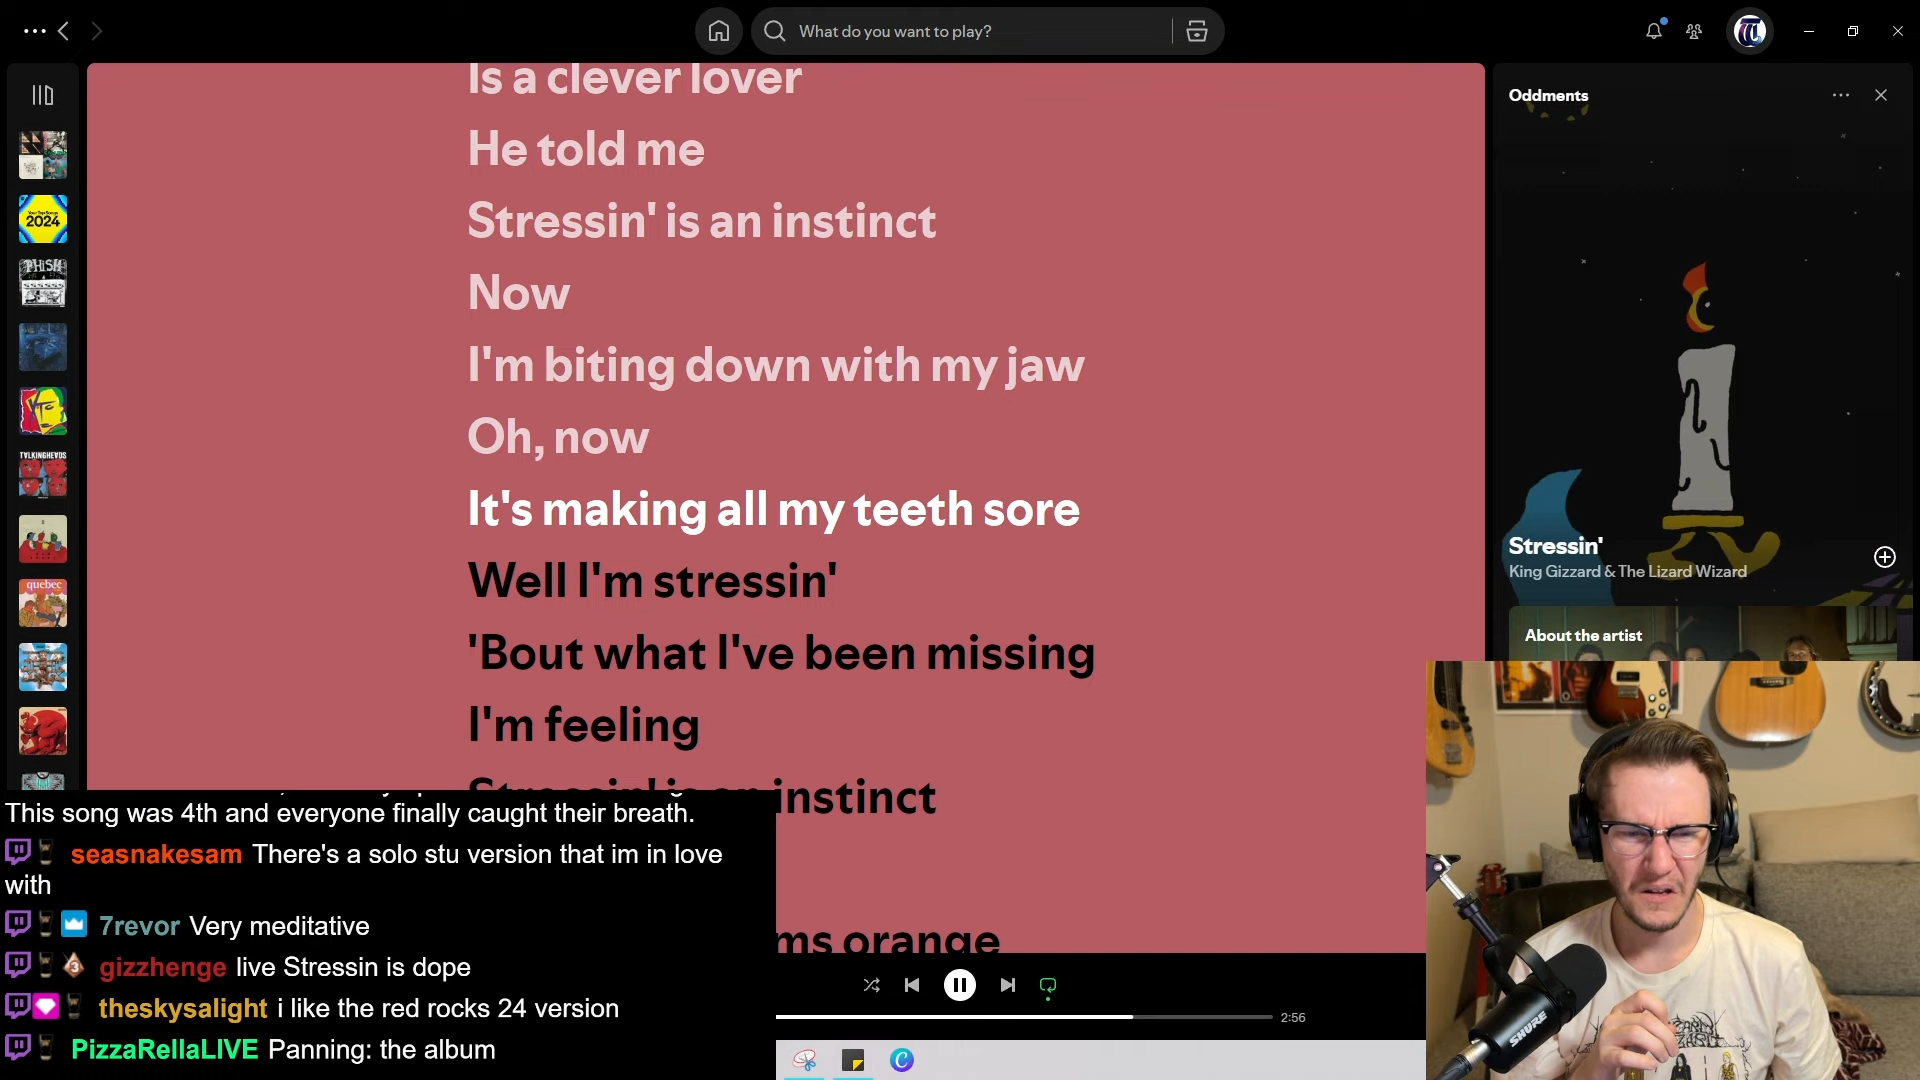 What do you want to play?
Is a clever lover
He told me
Stressin' is an instinct
Now
I'm biting down with my jaw
Oh, now
It's making all my teeth sore
Well I'm stressin'
'Bout what I've been missing
I'm feeling
instinct
ms orange
Oddments
Stressin'
King Gizzard & The Lizard Wizard
About the artist
2024
PHiSH
TALKING HEADS
quebec
This song was 4th and everyone finally caught their breath.
seasnakesam There's a solo stu version that im in love
with
7revor Very meditative
gizzhenge live Stressin is dope
theskysalight i like the red rocks 24 version
PizzaRellaLIVE Panning: the album
2:56
SHURE